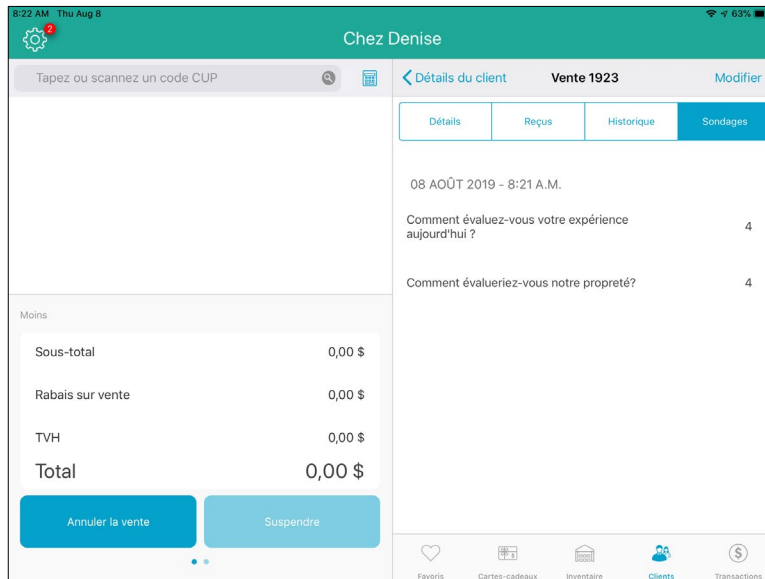 8:22 AM Thu Aug 8
63%
2
Chez Denise
Tapez ou scannez un code CUP
Détails du client
Vente 1923
Modifier
Détails
Reçus
Historique
Sondages
08 AOÛT 2019 - 8:21 A.M.
Comment évaluez-vous votre expérience
aujourd'hui ?
4
Comment évalueriez-vous notre propreté?
4
Moins
Sous-total
0,00 $
Rabais sur vente
0,00 $
TVH
0,00 $
Total
0,00 $
Annuler la vente
Suspendre
Favoris
Cartes-cadeaux
Inventaire
Clients
Transactions